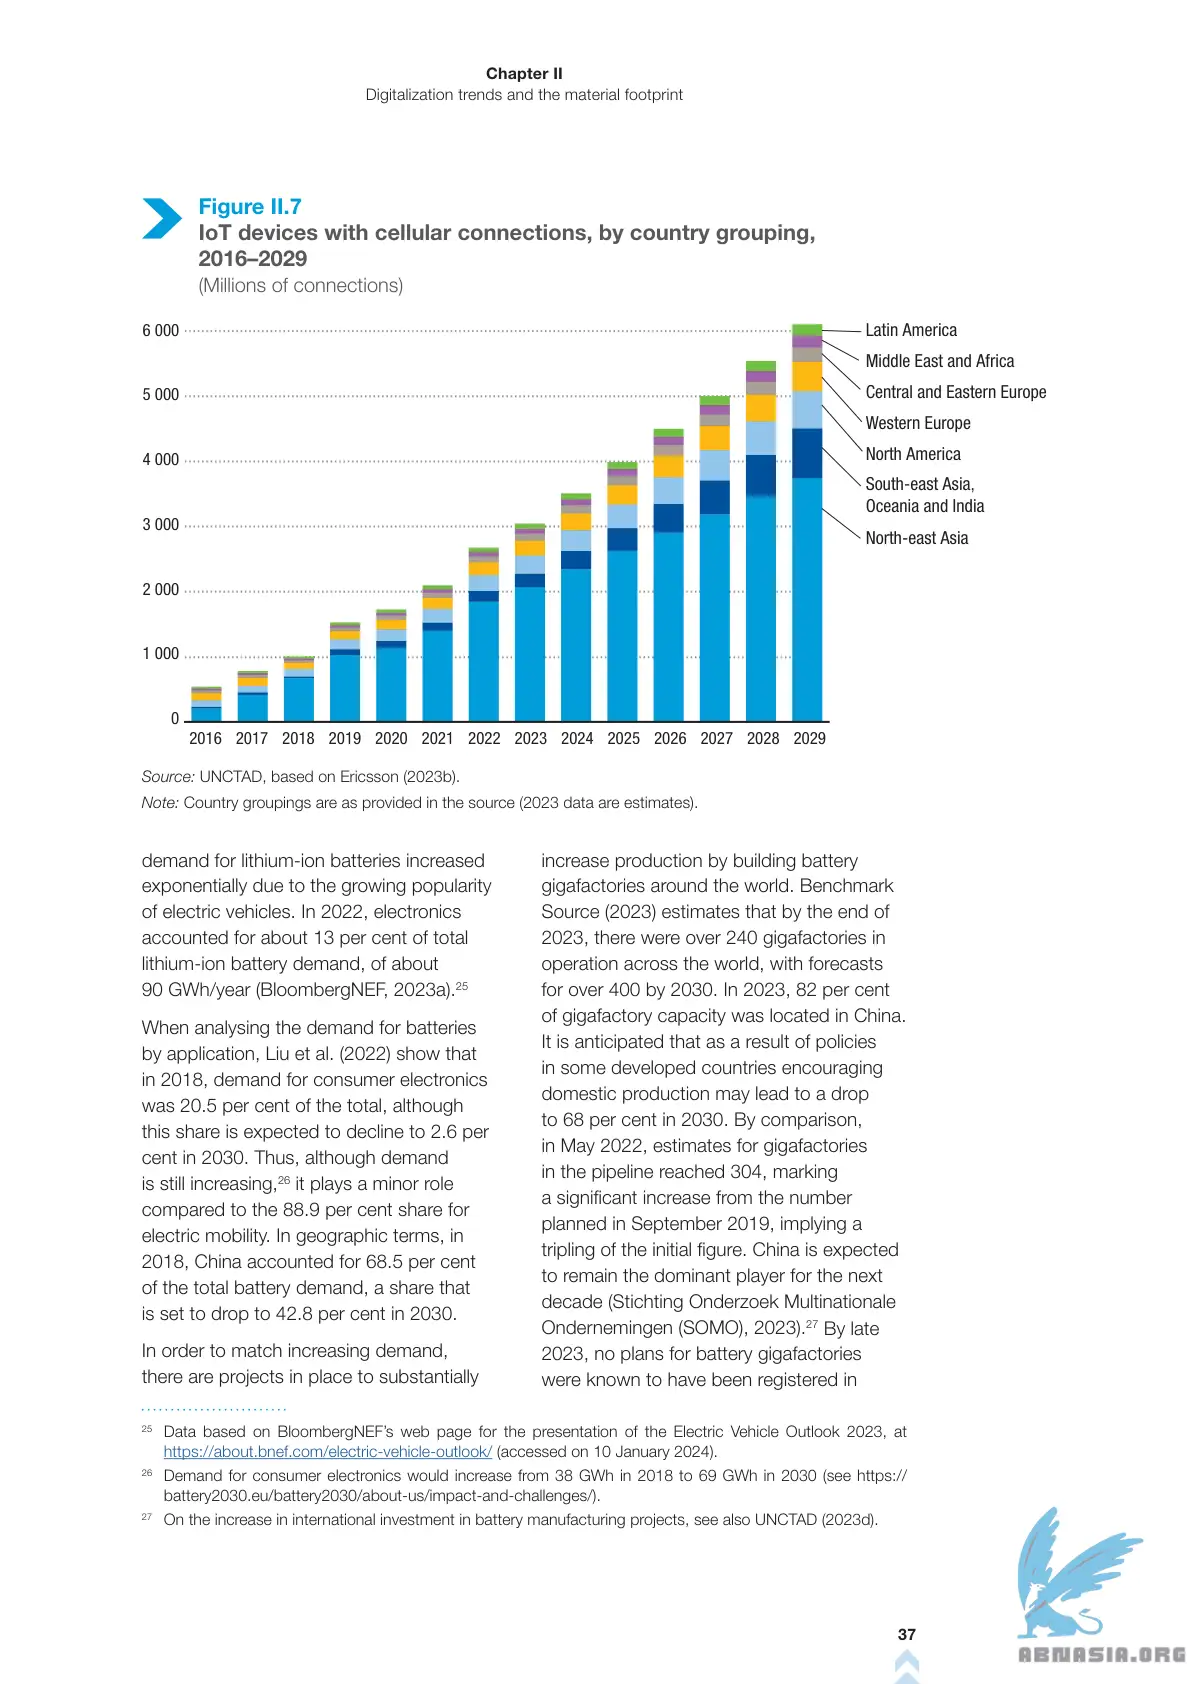 Chapter II
Digitalization trends and the material footprint
Figure II.7
IoT devices with cellular connections, by country grouping,
2016–2029
(Millions of connections)
6 000
5 000
4 000
3 000
2 000
1 000
0
Latin America
Middle East and Africa
Central and Eastern Europe
Western Europe
North America
South-east Asia,
Oceania and India
North-east Asia
2016 2017 2018 2019 2020 2021 2022 2023 2024 2025 2026 2027 2028 2029
Source: UNCTAD, based on Ericsson (2023b).
Note: Country groupings are as provided in the source (2023 data are estimates).
demand for lithium-ion batteries increased
exponentially due to the growing popularity
of electric vehicles. In 2022, electronics
accounted for about 13 per cent of total
lithium-ion battery demand, of about
90 GWh/year (BloombergNEF, 2023a).25
When analysing the demand for batteries
by application, Liu et al. (2022) show that
in 2018, demand for consumer electronics
was 20.5 per cent of the total, although
this share is expected to decline to 2.6 per
cent in 2030. Thus, although demand
is still increasing,26 it plays a minor role
compared to the 88.9 per cent share for
electric mobility. In geographic terms, in
2018, China accounted for 68.5 per cent
of the total battery demand, a share that
is set to drop to 42.8 per cent in 2030.
In order to match increasing demand,
there are projects in place to substantially
increase production by building battery
gigafactories around the world. Benchmark
Source (2023) estimates that by the end of
2023, there were over 240 gigafactories in
operation across the world, with forecasts
for over 400 by 2030. In 2023, 82 per cent
of gigafactory capacity was located in China.
It is anticipated that as a result of policies
in some developed countries encouraging
domestic production may lead to a drop
to 68 per cent in 2030. By comparison,
in May 2022, estimates for gigafactories
in the pipeline reached 304, marking
a significant increase from the number
planned in September 2019, implying a
tripling of the initial figure. China is expected
to remain the dominant player for the next
decade (Stichting Onderzoek Multinationale
Ondernemingen (SOMO), 2023).27 By late
2023, no plans for battery gigafactories
were known to have been registered in
25 Data based on BloombergNEF's web page for the presentation of the Electric Vehicle Outlook 2023, at
https://about.bnef.com/electric-vehicle-outlook/ (accessed on 10 January 2024).
26 Demand for consumer electronics would increase from 38 GWh in 2018 to 69 GWh in 2030 (see https://
battery2030.eu/battery2030/about-us/impact-and-challenges/).
27 On the increase in international investment in battery manufacturing projects, see also UNCTAD (2023d).
37
ABNASIA.ORG